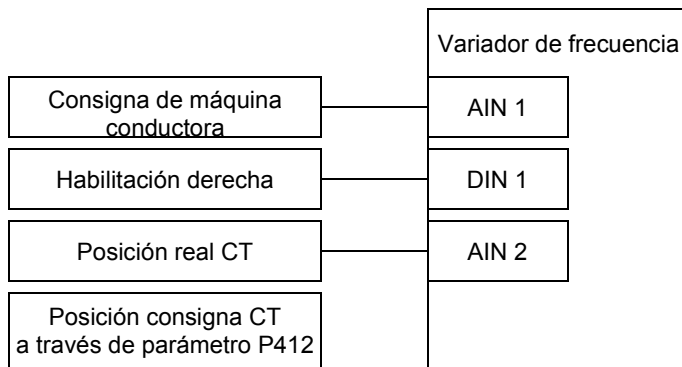 Variador de frecuencia
Consigna de máquina
conductora
AIN 1
Habilitación derecha
DIN 1
Posición real CT
AIN 2
Posición consigna CT
a través de parámetro P412